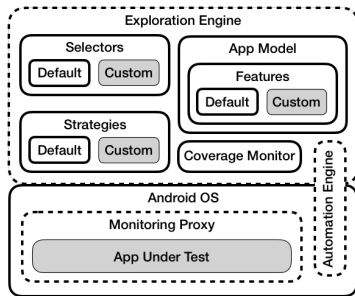 Exploration Engine
Selectors
Default Custom
App Model
Features
Default Custom
Strategies
Default Custom
Coverage Monitor
Automation Engine
Android OS
Monitoring Proxy
App Under Test